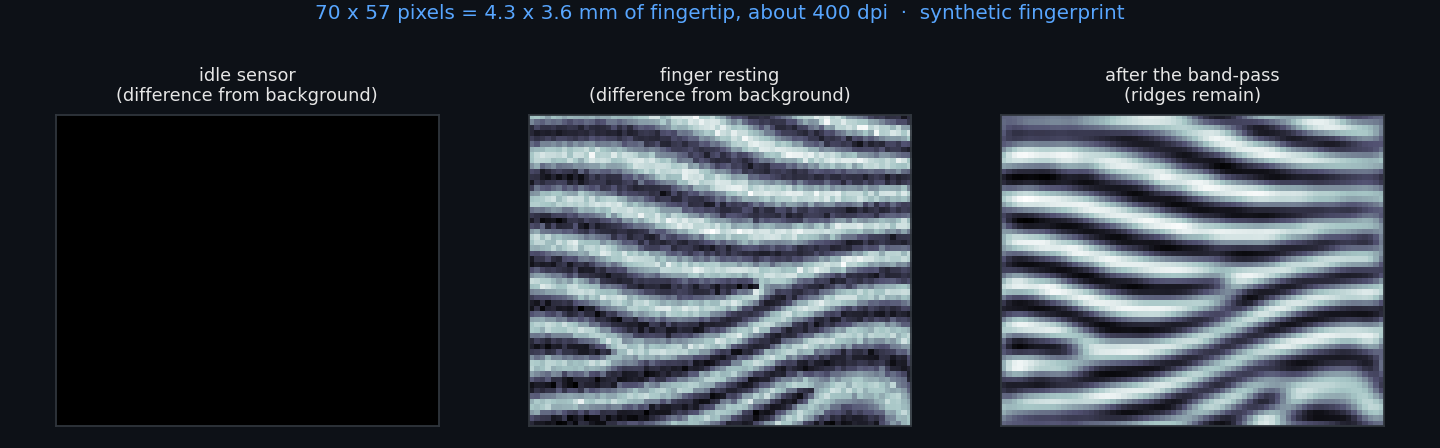 70 x 57 pixels = 4.3 x 3.6 mm of fingertip, about 400 dpi · synthetic fingerprint
idle sensor
(difference from background)
finger resting
(difference from background)
after the band-pass
(ridges remain)